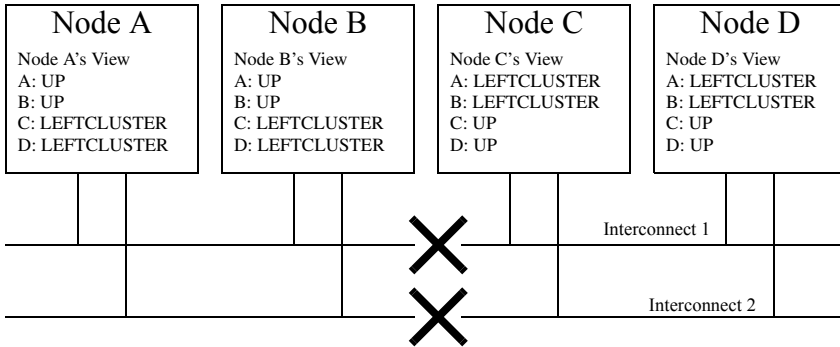 Node A
Node A's View
A: UP
B: UP
C: LEFTCLUSTER
D: LEFTCLUSTER
Node B
Node B's View
A: UP
B: UP
C: LEFTCLUSTER
D: LEFTCLUSTER
Node C
Node C's View
A: LEFTCLUSTER
B: LEFTCLUSTER
C: UP
D: UP
Node D
Node D's View
A: LEFTCLUSTER
B: LEFTCLUSTER
C: UP
D: UP
Interconnect 1
Interconnect 2